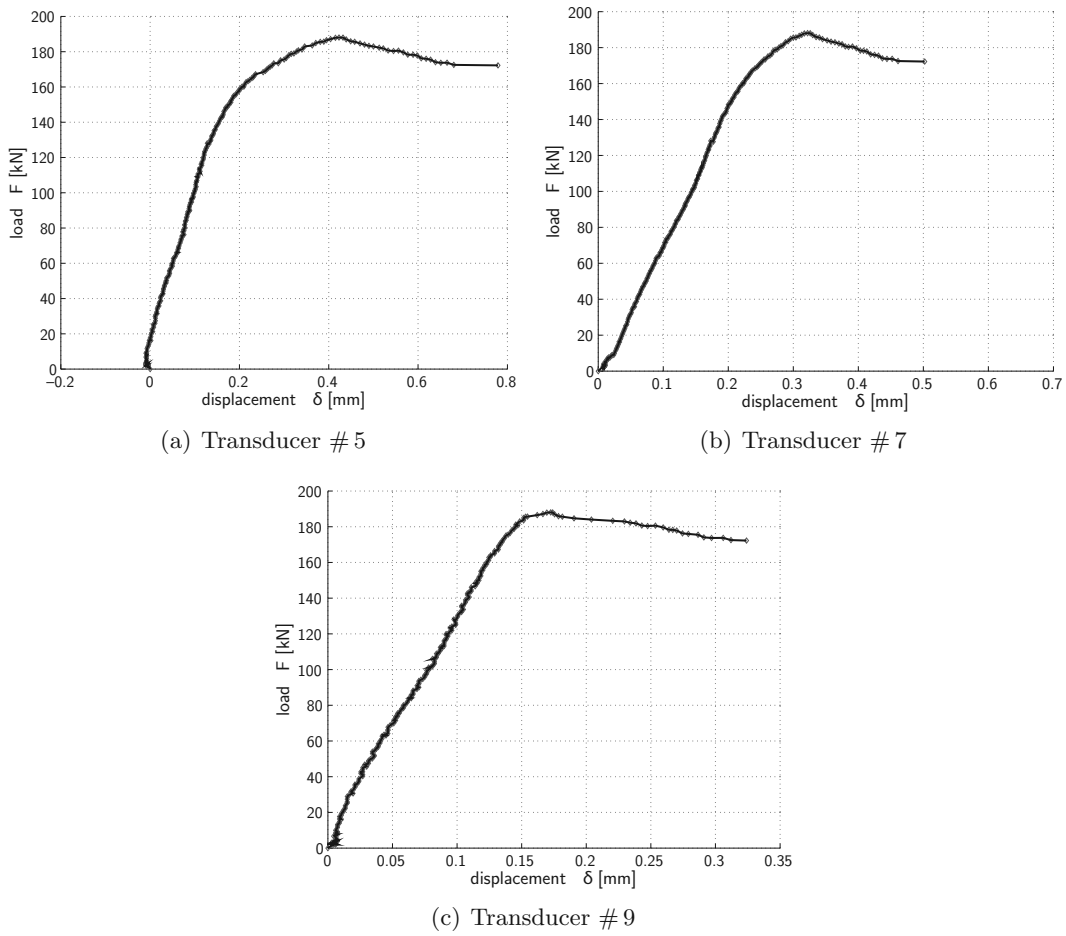 200
180
160
140
120
100
80
60
40
20
0
load F [kN]
−0.2 0 0.2 0.4 0.6 0.8
displacement δ [mm]
(a) Transducer # 5
200
180
160
140
120
100
80
60
40
20
0
load F [kN]
0 0.1 0.2 0.3 0.4 0.5 0.6 0.7
displacement δ [mm]
(b) Transducer # 7
200
180
160
140
120
100
80
60
40
20
0
load F [kN]
0 0.05 0.1 0.15 0.2 0.25 0.3 0.35
displacement δ [mm]
(c) Transducer # 9